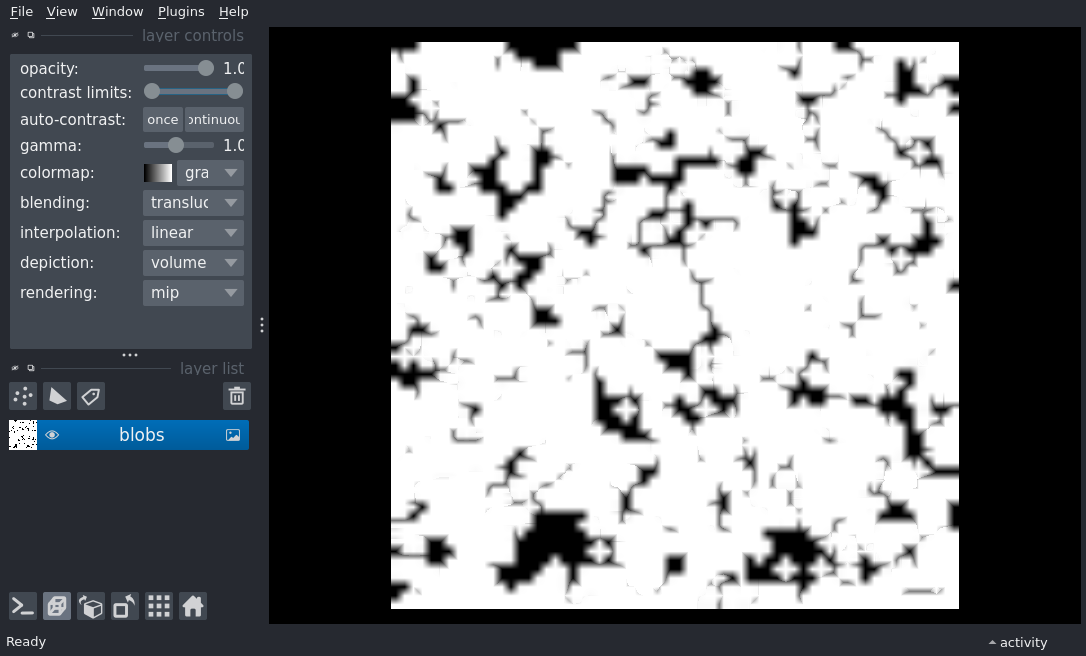 File View Window Plugins Help
layer controls
opacity: 1.0
contrast limits:
auto-contrast: once ontinuou
gamma: 1.0
colormap: gra
blending: transluc
interpolation: linear
depiction: volume
rendering: mip
layer list
blobs
Ready
activity